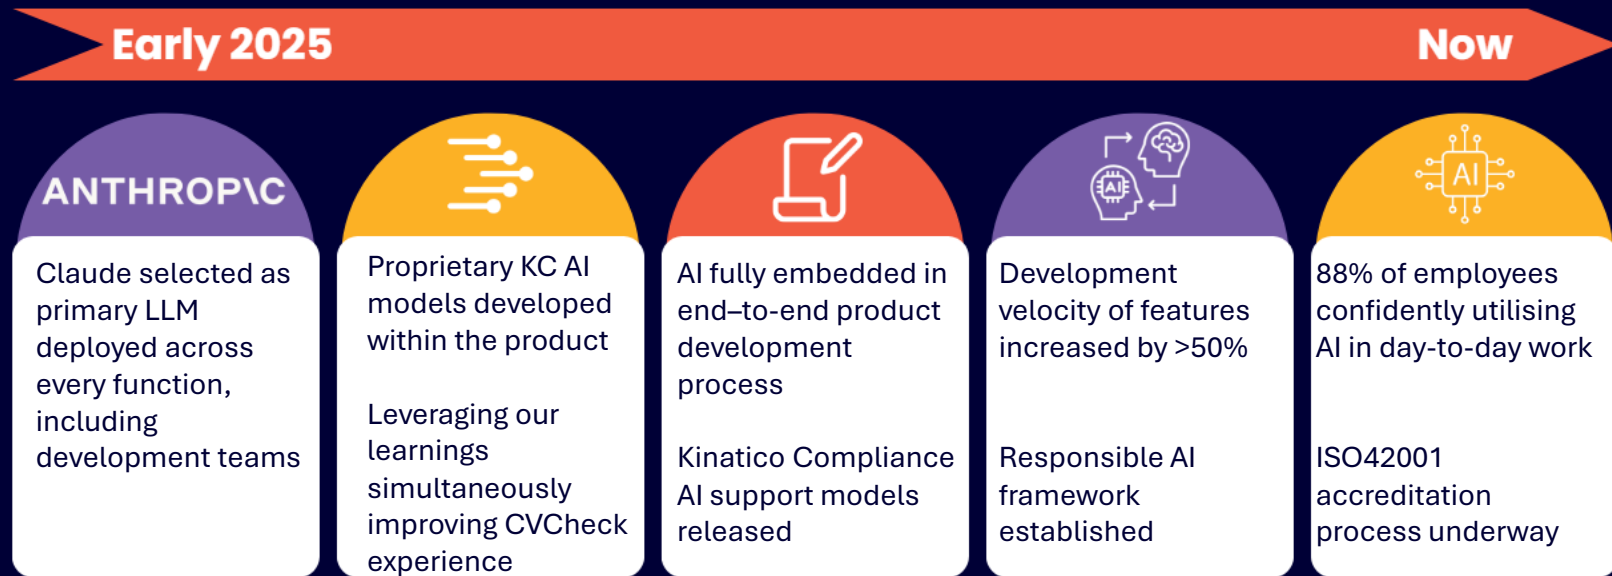 Early 2025
Now
ANTHROP\C
Claude selected as
primary LLM
deployed across
every function,
including
development teams
Proprietary KC AI
models developed
within the product
Leveraging our
learnings
simultaneously
improving CVCheck
experience
AI fully embedded in
end–to-end product
development
process
Kinatico Compliance
AI support models
released
AI
Development
velocity of features
increased by >50%
Responsible AI
framework
established
AI
88% of employees
confidently utilising
AI in day-to-day work
ISO42001
accreditation
process underway